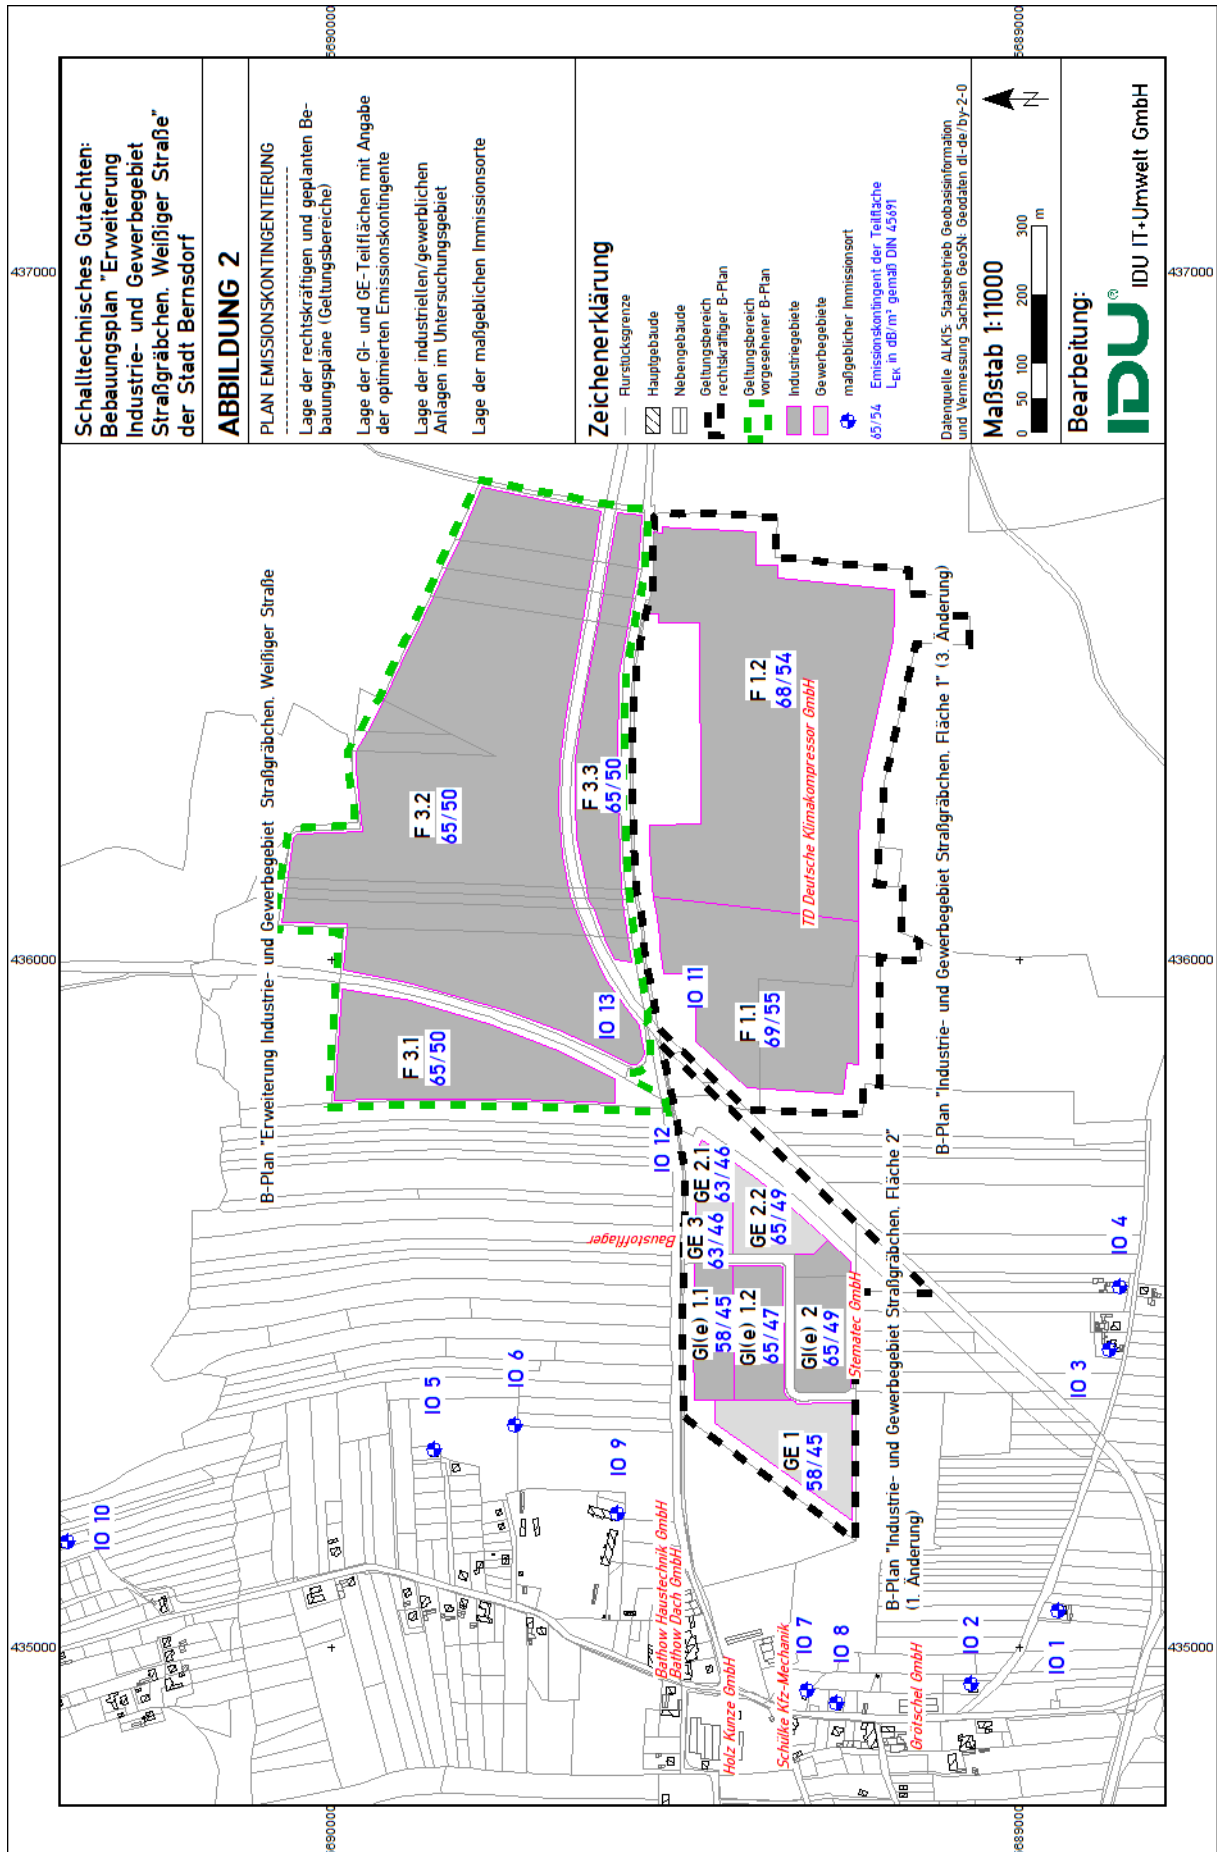 Schalltechnisches Gutachten:
Bebauungsplan "Erweiterung
Industrie- und Gewerbegebiet
Straßgräbchen, Weißiger Straße"
der Stadt Bernsdorf
ABBILDUNG 2
PLAN EMISSIONSKONTINGENTIERUNG
Lage der rechtskräftigen und geplanten Be-
bauungspläne (Geltungsbereiche)
Lage der GI- und GE-Teilflächen mit Angabe
der optimierten Emissionskontingente
Lage der industriellen/gewerblichen
Anlagen im Untersuchungsgebiet
Lage der maßgeblichen Immissionsorte
Zeichenerklärung
Flurstücksgrenze
Hauptgebäude
Nebengebäude
Geltungsbereich
rechtskräftiger B-Plan
Geltungsbereich
vorgesehener B-Plan
Industriegebiete
Gewerbegebiete
maßgeblicher Immissionsort
65/54 Emissionskontingent der Teilfläche
LEK in dB/m² gemäß DIN 45691
Datenquelle ALKIS: Staatsbetrieb Geobasisinformation
und Vermessung Sachsen GeoSN: Geodaten dl-de/by-2-0
Maßstab 1:11000
N
0 50 100 200 300
m
Bearbeitung:
IDU® IDU IT+Umwelt GmbH
435000
436000
437000
435000
436000
437000
5690000
5689000
5690000
5689000
B-Plan "Erweiterung Industrie- und Gewerbegebiet Straßgräbchen, Weißiger Straße
F 3.1
65/50
F 3.2
65/50
F 3.3
65/50
F 1.2
68/54
TD Deutsche Klimakompressor GmbH
F 1.1
69/55
B-Plan "Industrie- und Gewerbegebiet Straßgräbchen, Fläche 1" (3. Änderung)
IO 13
IO 11
IO 12
Baustofflager
GE 2.1
63/46
GE 3
63/46
GE 2.2
65/49
GI(e) 1.1
58/45
GI(e) 1.2
65/47
GI(e) 2
65/49
Stematec GmbH
GE 1
58/45
B-Plan "Industrie- und Gewerbegebiet Straßgräbchen, Fläche 2"
(1. Änderung)
IO 10
IO 5
IO 6
IO 9
Bathow Haustechnik GmbH
Bathow Dach GmbH
Holz Kunze GmbH
Schülke Kfz-Mechanik
IO 7
IO 8
Grötschel GmbH
IO 2
IO 1
IO 3
IO 4